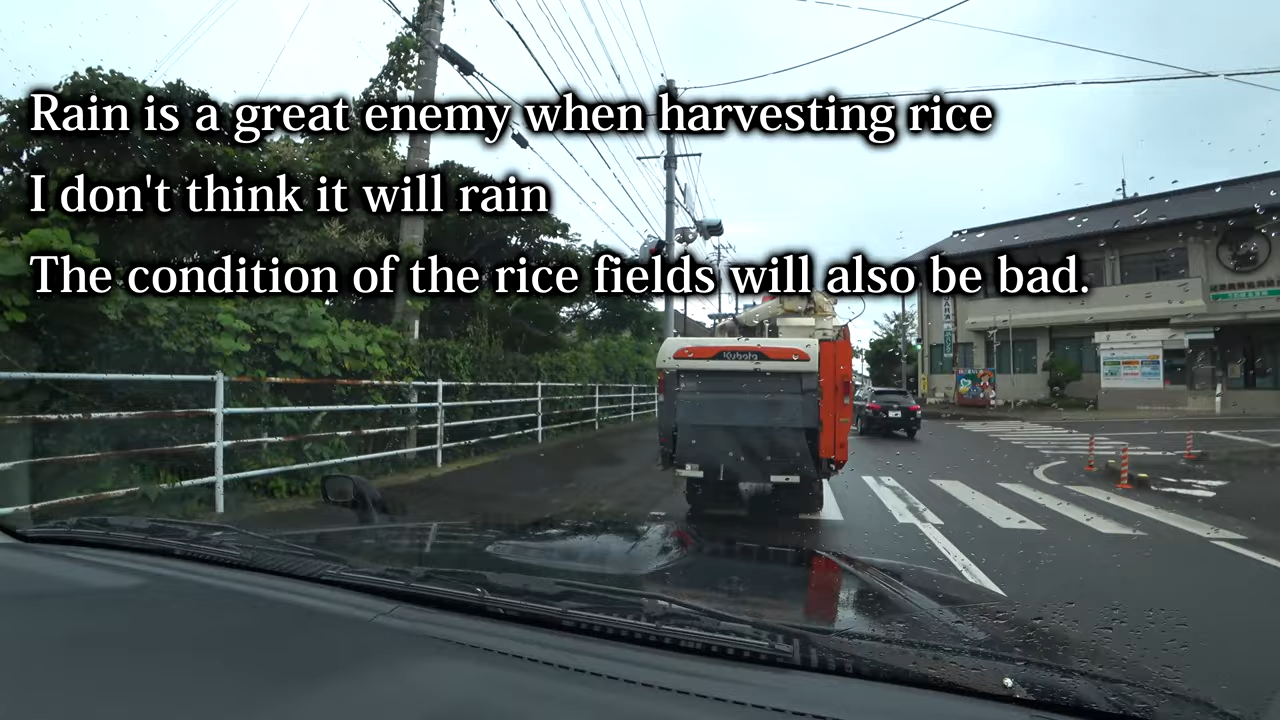 Rain is a great enemy when harvesting rice
I don't think it will rain
The condition of the rice fields will also be bad.
Kubota